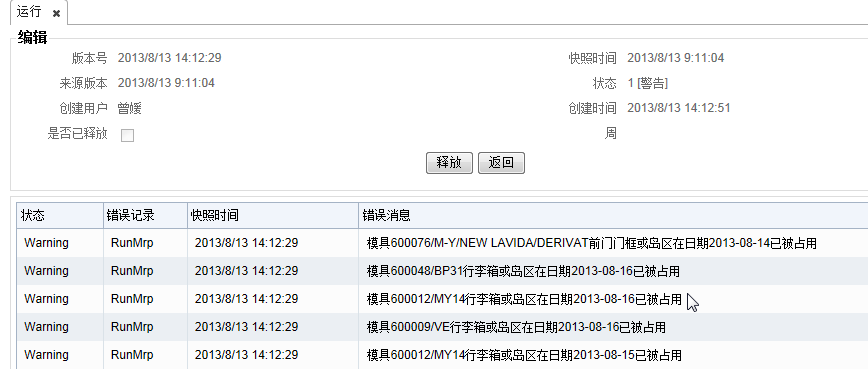 运行
编辑
版本号 2013/8/13 14:12:29 快照时间 2013/8/13 9:11:04
来源版本 2013/8/13 9:11:04 状态 1 [警告]
创建用户 曾媛 创建时间 2013/8/13 14:12:51
是否已释放 周
释放 返回
状态 错误记录 快照时间 错误消息
Warning RunMrp 2013/8/13 14:12:29 模具600076/M-Y/NEW LAVIDA/DERIVAT前门门框或岛区在日期2013-08-14已被占用
Warning RunMrp 2013/8/13 14:12:29 模具600048/BP31行李箱或岛区在日期2013-08-16已被占用
Warning RunMrp 2013/8/13 14:12:29 模具600012/MY14行李箱或岛区在日期2013-08-16已被占用
Warning RunMrp 2013/8/13 14:12:29 模具600009/VE行李箱或岛区在日期2013-08-16已被占用
Warning RunMrp 2013/8/13 14:12:29 模具600012/MY14行李箱或岛区在日期2013-08-15已被占用